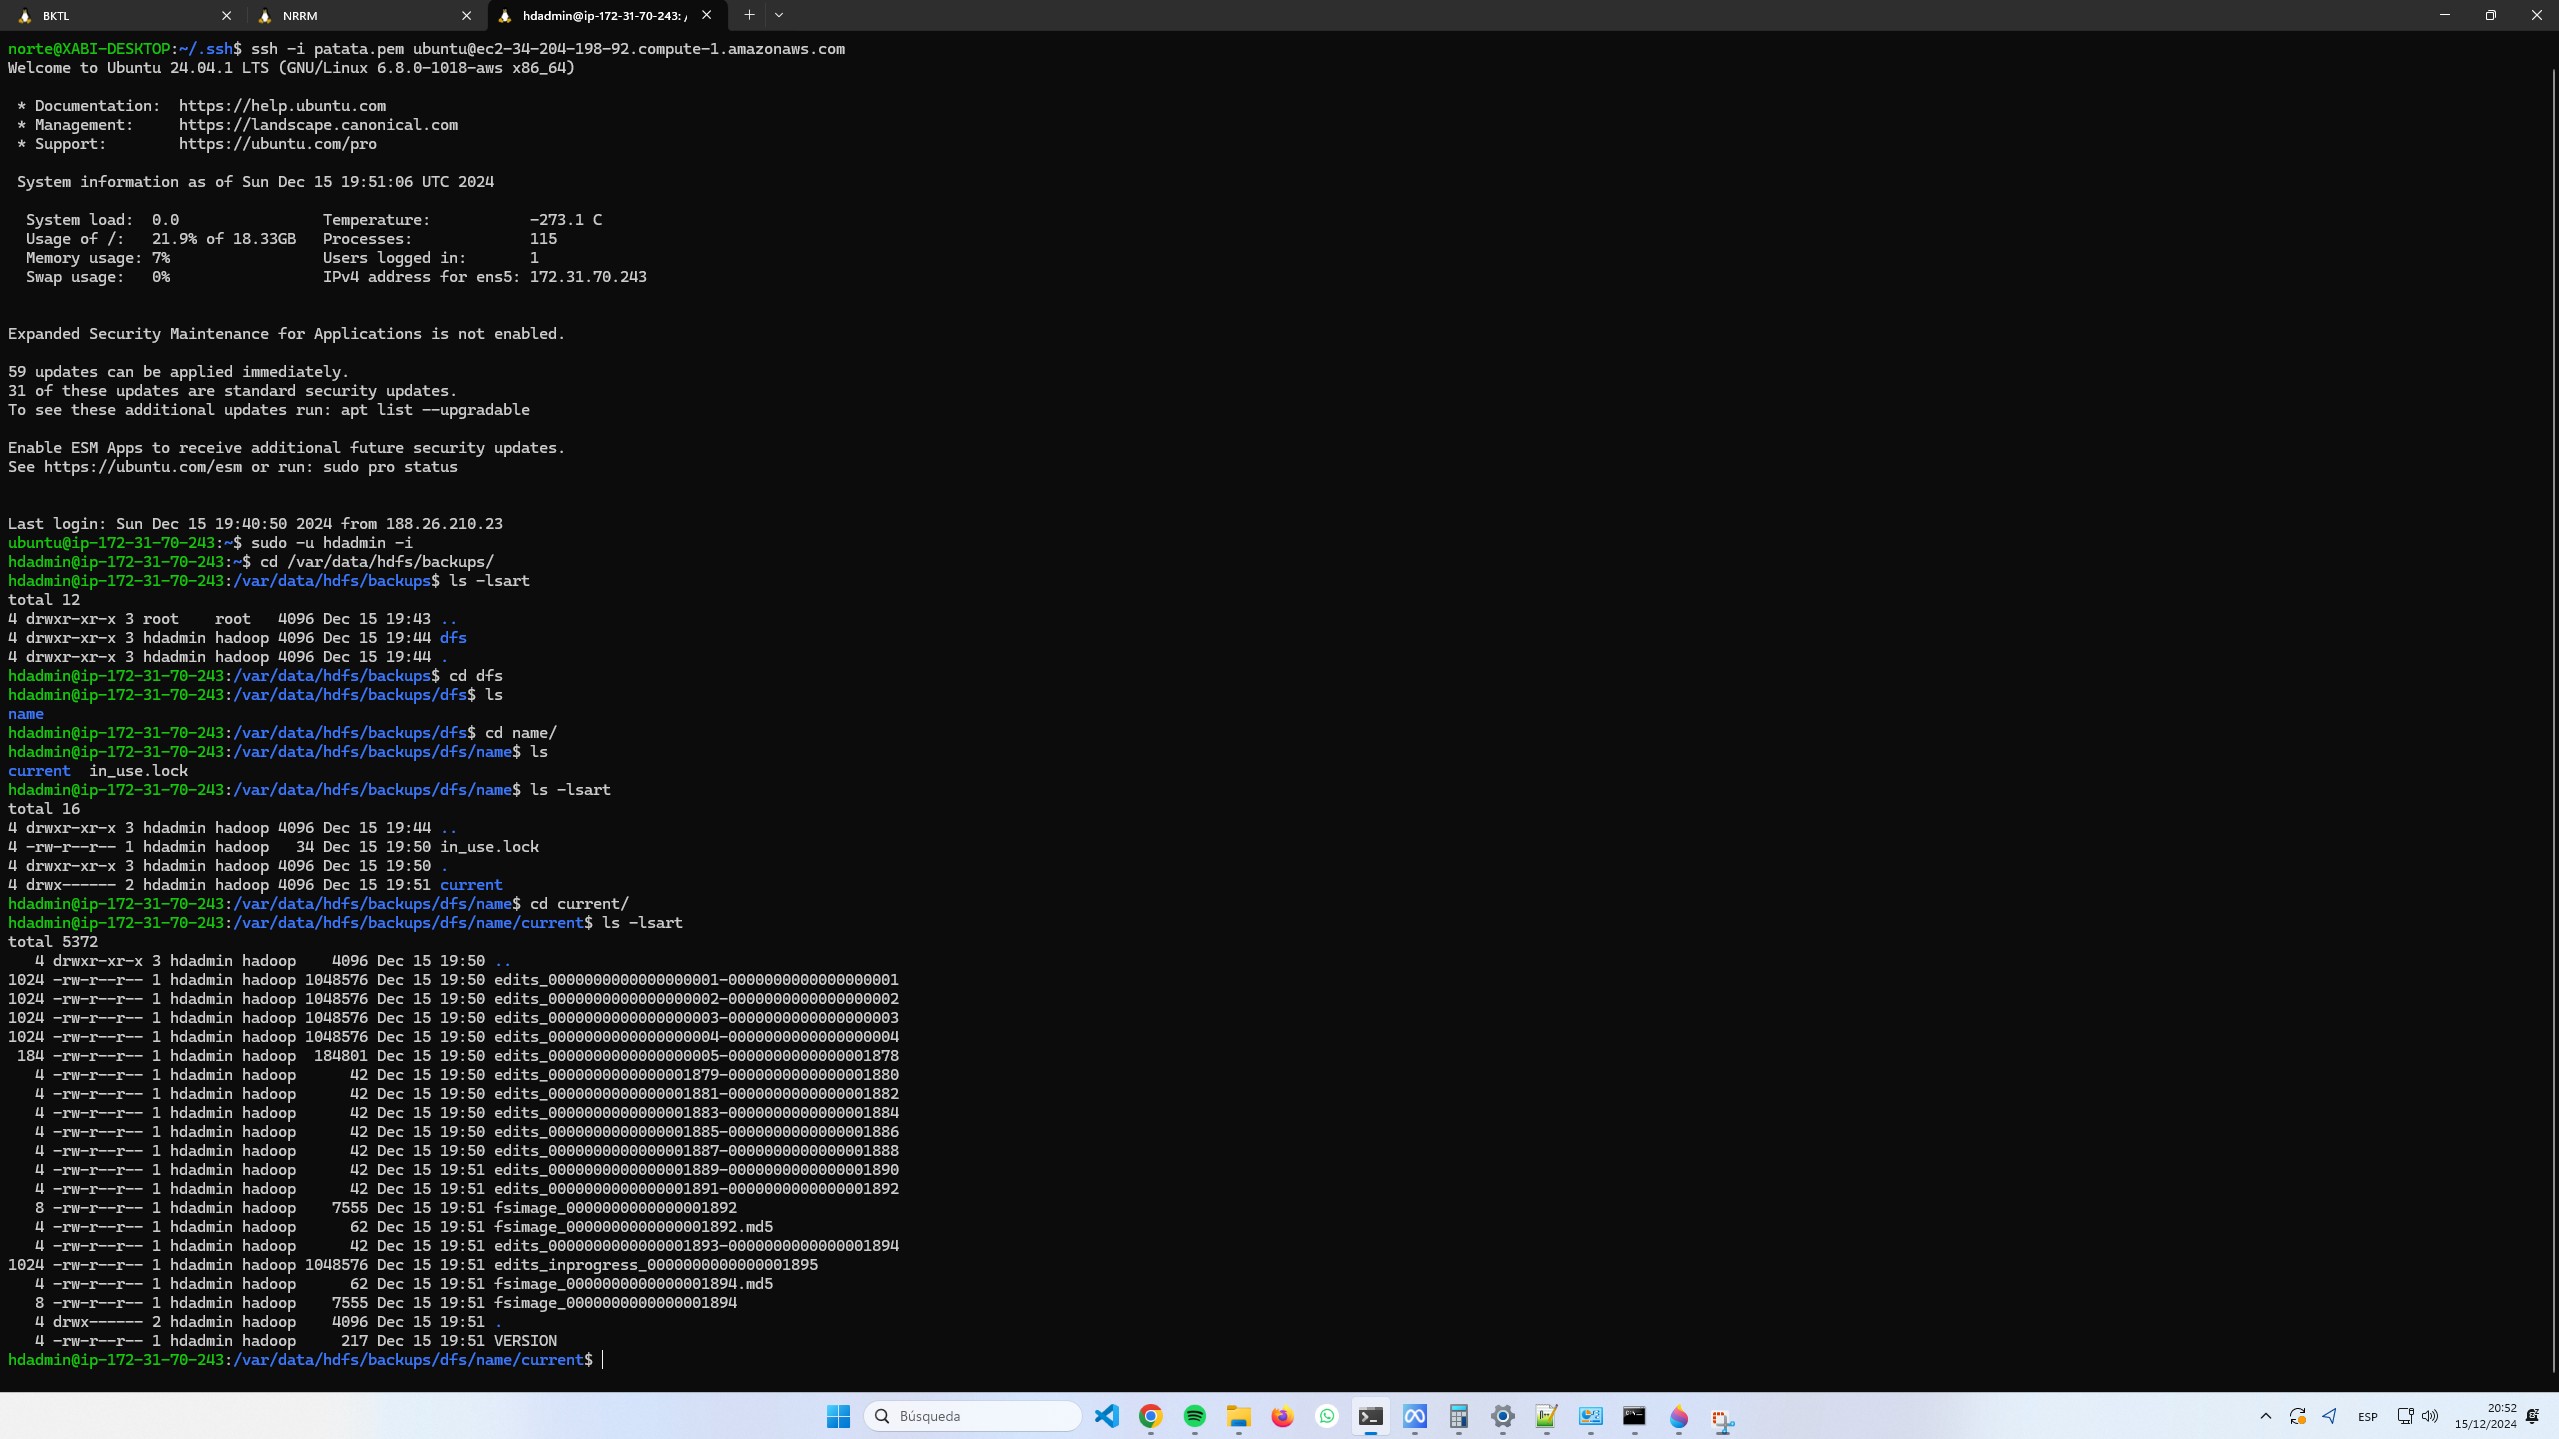 BKTL
NRRM
hdadmin@ip-172-31-70-243: /
norte@XABI-DESKTOP:~/.ssh$ ssh -i patata.pem ubuntu@ec2-34-204-198-92.compute-1.amazonaws.com
Welcome to Ubuntu 24.04.1 LTS (GNU/Linux 6.8.0-1018-aws x86_64)
* Documentation:  https://help.ubuntu.com
* Management:     https://landscape.canonical.com
* Support:        https://ubuntu.com/pro
System information as of Sun Dec 15 19:51:06 UTC 2024
System load:  0.0                Temperature:           -273.1 C
Usage of /:   21.9% of 18.33GB   Processes:             115
Memory usage: 7%                 Users logged in:       1
Swap usage:   0%                 IPv4 address for ens5: 172.31.70.243
Expanded Security Maintenance for Applications is not enabled.
59 updates can be applied immediately.
31 of these updates are standard security updates.
To see these additional updates run: apt list --upgradable
Enable ESM Apps to receive additional future security updates.
See https://ubuntu.com/esm or run: sudo pro status
Last login: Sun Dec 15 19:40:50 2024 from 188.26.210.23
ubuntu@ip-172-31-70-243:~$ sudo -u hdadmin -i
hdadmin@ip-172-31-70-243:~$ cd /var/data/hdfs/backups/
hdadmin@ip-172-31-70-243:/var/data/hdfs/backups$ ls -lsart
total 12
4 drwxr-xr-x 3 root    root   4096 Dec 15 19:43 ..
4 drwxr-xr-x 3 hdadmin hadoop 4096 Dec 15 19:44 dfs
4 drwxr-xr-x 3 hdadmin hadoop 4096 Dec 15 19:44 .
hdadmin@ip-172-31-70-243:/var/data/hdfs/backups$ cd dfs
hdadmin@ip-172-31-70-243:/var/data/hdfs/backups/dfs$ ls
name
hdadmin@ip-172-31-70-243:/var/data/hdfs/backups/dfs$ cd name/
hdadmin@ip-172-31-70-243:/var/data/hdfs/backups/dfs/name$ ls
current  in_use.lock
hdadmin@ip-172-31-70-243:/var/data/hdfs/backups/dfs/name$ ls -lsart
total 16
4 drwxr-xr-x 3 hdadmin hadoop 4096 Dec 15 19:44 ..
4 -rw-r--r-- 1 hdadmin hadoop   34 Dec 15 19:50 in_use.lock
4 drwxr-xr-x 3 hdadmin hadoop 4096 Dec 15 19:50 .
4 drwx------ 2 hdadmin hadoop 4096 Dec 15 19:51 current
hdadmin@ip-172-31-70-243:/var/data/hdfs/backups/dfs/name$ cd current/
hdadmin@ip-172-31-70-243:/var/data/hdfs/backups/dfs/name/current$ ls -lsart
total 5372
4 drwxr-xr-x 3 hdadmin hadoop    4096 Dec 15 19:50 ..
1024 -rw-r--r-- 1 hdadmin hadoop 1048576 Dec 15 19:50 edits_0000000000000000001-0000000000000000001
1024 -rw-r--r-- 1 hdadmin hadoop 1048576 Dec 15 19:50 edits_0000000000000000002-0000000000000000002
1024 -rw-r--r-- 1 hdadmin hadoop 1048576 Dec 15 19:50 edits_0000000000000000003-0000000000000000003
1024 -rw-r--r-- 1 hdadmin hadoop 1048576 Dec 15 19:50 edits_0000000000000000004-0000000000000000004
184 -rw-r--r-- 1 hdadmin hadoop  184801 Dec 15 19:50 edits_0000000000000000005-0000000000000001878
4 -rw-r--r-- 1 hdadmin hadoop      42 Dec 15 19:50 edits_0000000000000001879-0000000000000001880
4 -rw-r--r-- 1 hdadmin hadoop      42 Dec 15 19:50 edits_0000000000000001881-0000000000000001882
4 -rw-r--r-- 1 hdadmin hadoop      42 Dec 15 19:50 edits_0000000000000001883-0000000000000001884
4 -rw-r--r-- 1 hdadmin hadoop      42 Dec 15 19:50 edits_0000000000000001885-0000000000000001886
4 -rw-r--r-- 1 hdadmin hadoop      42 Dec 15 19:50 edits_0000000000000001887-0000000000000001888
4 -rw-r--r-- 1 hdadmin hadoop      42 Dec 15 19:51 edits_0000000000000001889-0000000000000001890
4 -rw-r--r-- 1 hdadmin hadoop      42 Dec 15 19:51 edits_0000000000000001891-0000000000000001892
8 -rw-r--r-- 1 hdadmin hadoop    7555 Dec 15 19:51 fsimage_0000000000000001892
4 -rw-r--r-- 1 hdadmin hadoop      62 Dec 15 19:51 fsimage_0000000000000001892.md5
4 -rw-r--r-- 1 hdadmin hadoop      42 Dec 15 19:51 edits_0000000000000001893-0000000000000001894
1024 -rw-r--r-- 1 hdadmin hadoop 1048576 Dec 15 19:51 edits_inprogress_0000000000000001895
4 -rw-r--r-- 1 hdadmin hadoop      62 Dec 15 19:51 fsimage_0000000000000001894.md5
8 -rw-r--r-- 1 hdadmin hadoop    7555 Dec 15 19:51 fsimage_0000000000000001894
4 drwx------ 2 hdadmin hadoop    4096 Dec 15 19:51 .
4 -rw-r--r-- 1 hdadmin hadoop     217 Dec 15 19:51 VERSION
hdadmin@ip-172-31-70-243:/var/data/hdfs/backups/dfs/name/current$
Búsqueda
ESP
20:52
15/12/2024